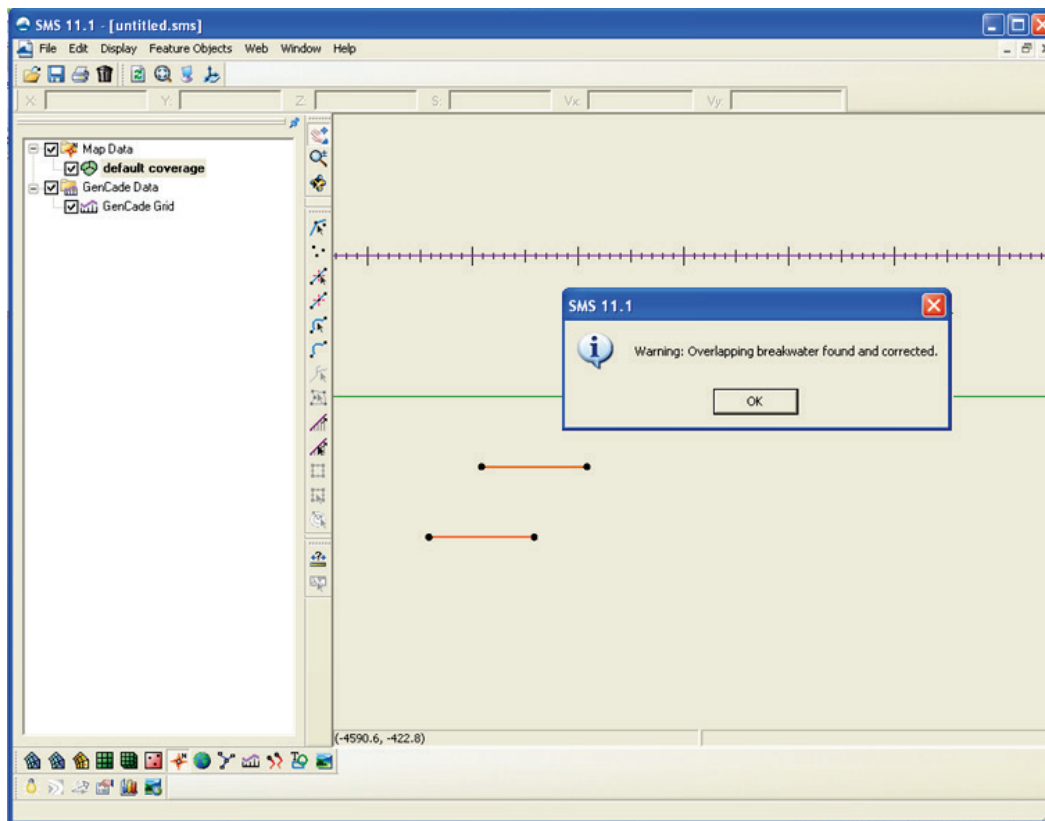 SMS 11.1 - [untitled.sms]
File Edit Display Feature Objects Web Window Help
X: Y: Z: S: Vx: Vy:
Map Data
default coverage
GenCade Data
GenCade Grid
SMS 11.1
Warning: Overlapping breakwater found and corrected.
OK
(-4590.6, -422.8)